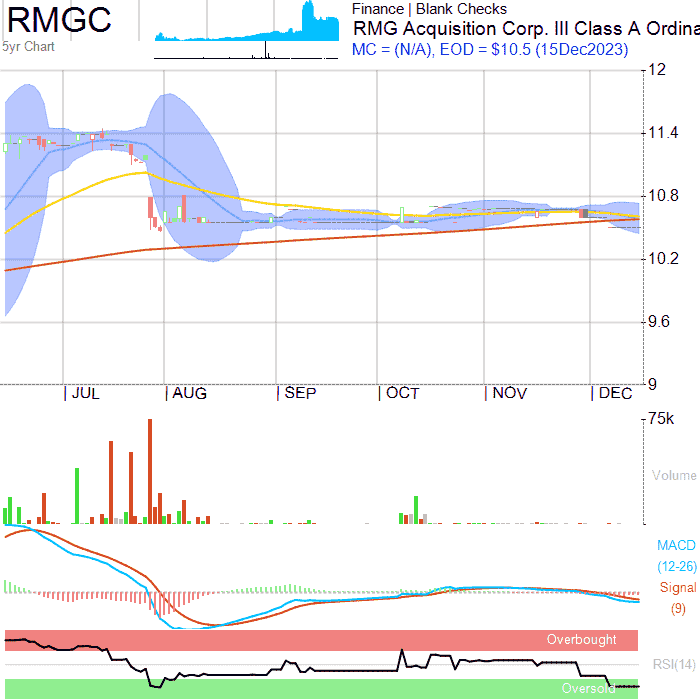 RMGC
5yr Chart
Finance | Blank Checks
RMG Acquisition Corp. III Class A Ordina
MC = (N/A), EOD = $10.5 (15Dec2023)
12
11.4
10.8
10.2
9.6
9
JUL AUG SEP OCT NOV DEC
75k
Volume
MACD
(12-26)
Signal
(9)
Overbought
RSI(14)
Oversold